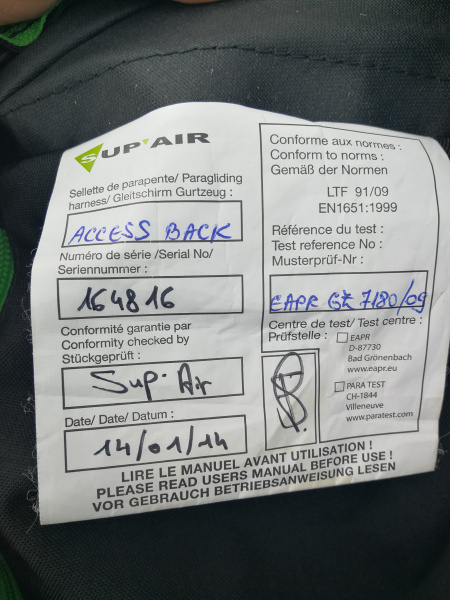 SUP'AIR
Sellette de parapente/ Paragliding
harness/ Gleitschirm Gurtzeug :
ACCESS BACK
Numéro de série /Serial No/
Seriennummer :
164816
Conformité garantie par
Conformity checked by
Stückgeprüft :
Sup'Air
Date/ Date/ Datum :
14/01/14
Conforme aux normes :
Conform to norms :
Gemäß der Normen
LTF 91/09
EN1651:1999
Référence du test :
Test reference No :
Musterprüf-Nr :
EAPR GZ 7180/09
Centre de test/ Test centre :
Prüfstelle :
EAPR
D-87730
Bad Grönenbach
www.eapr.eu
PARA TEST
CH-1844
Villeneuve
www.paratest.com
LIRE LE MANUEL AVANT UTILISATION !
PLEASE READ USERS MANUAL BEFORE USE !
VOR GEBRAUCH BETRIEBSANWEISUNG LESEN